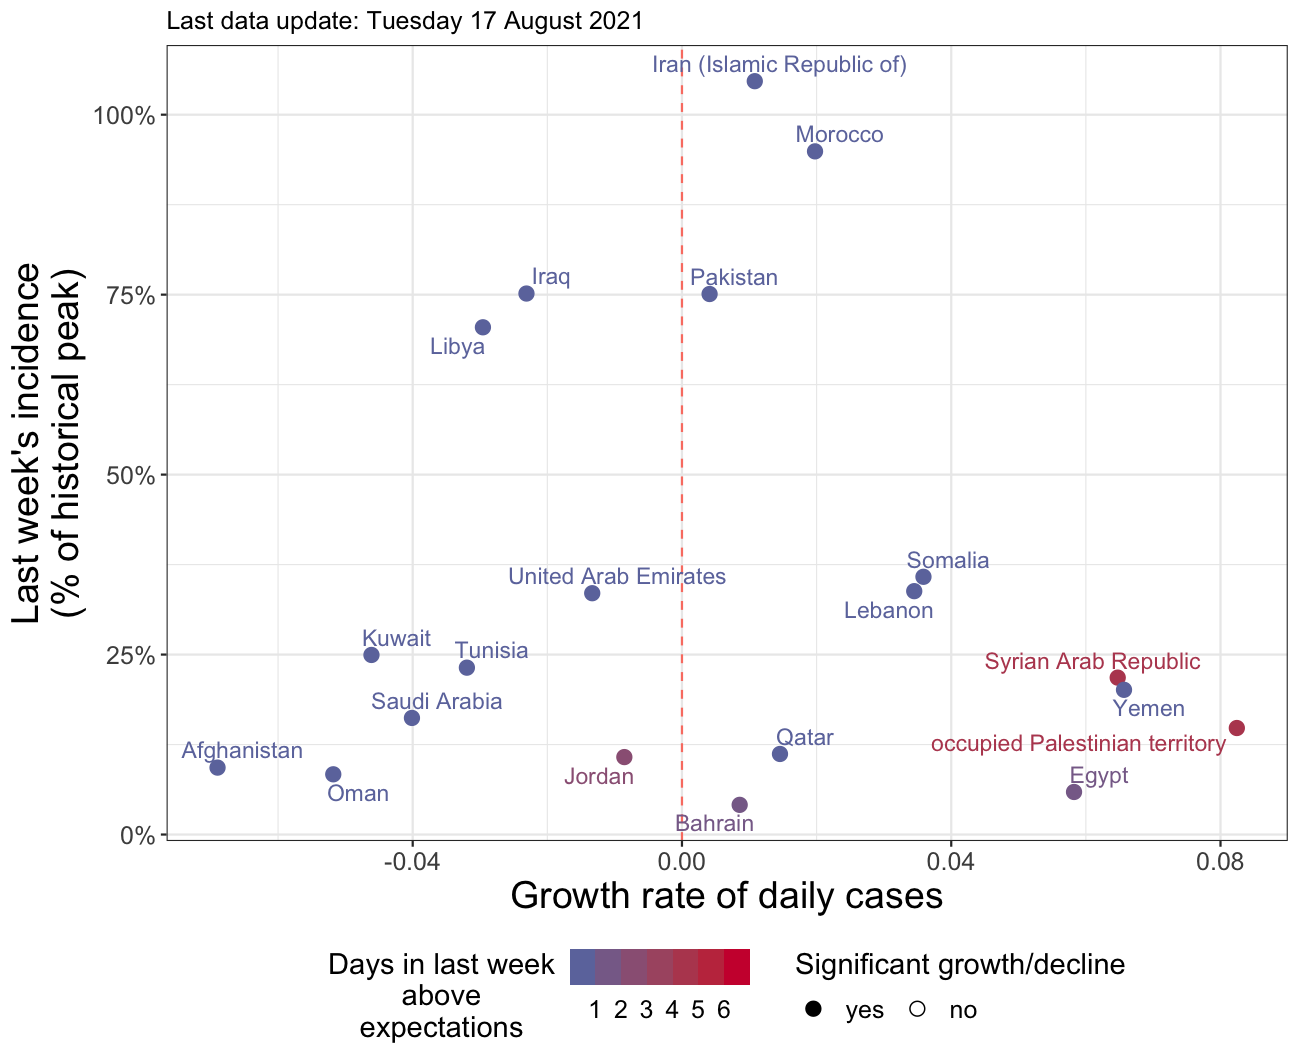 Last data update: Tuesday 17 August 2021
Iran (Islamic Republic of)
100%
Morocco
Iraq
Pakistan
75%
Libya
Last week's incidence
(% of historical peak)
50%
Somalia
United Arab Emirates
Lebanon
Kuwait
Tunisia
25%
Syrian Arab Republic
Saudi Arabia
Yemen
Qatar
occupied Palestinian territory
Afghanistan
Jordan
Egypt
Oman
Bahrain
0%
-0.04 0.00 0.04 0.08
Growth rate of daily cases
Days in last week
above
expectations
1 2 3 4 5 6
Significant growth/decline
yes no